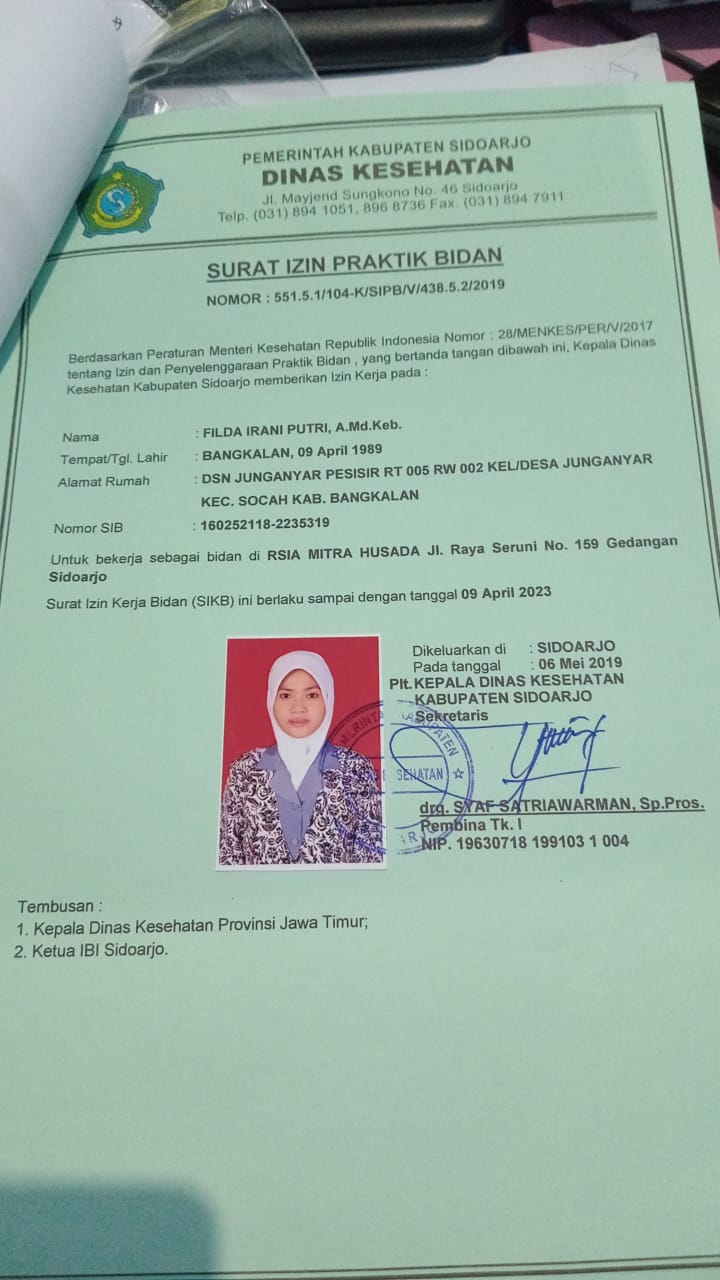 PEMERINTAH KABUPATEN SIDOARJO
DINAS KESEHATAN
Jl. Mayjend Sungkono No. 46 Sidoarjo
Telp. (031) 894 1051, 896 8736 Fax. (031) 894 7911
SURAT IZIN PRAKTIK BIDAN
NOMOR : 551.5.1/104-K/SIPB/V/438.5.2/2019
Berdasarkan Peraturan Menteri Kesehatan Republik Indonesia Nomor : 28/MENKES/PER/V/2017
tentang Izin dan Penyelenggaraan Praktik Bidan , yang bertanda tangan dibawah ini, Kepala Dinas
Kesehatan Kabupaten Sidoarjo memberikan Izin Kerja pada :
Nama : FILDA IRANI PUTRI, A.Md.Keb.
Tempat/Tgl. Lahir : BANGKALAN, 09 April 1989
Alamat Rumah : DSN JUNGANYAR PESISIR RT 005 RW 002 KEL/DESA JUNGANYAR
KEC. SOCAH KAB. BANGKALAN
Nomor SIB : 160252118-2235319
Untuk bekerja sebagai bidan di RSIA MITRA HUSADA Jl. Raya Seruni No. 159 Gedangan
Sidoarjo
Surat Izin Kerja Bidan (SIKB) ini berlaku sampai dengan tanggal 09 April 2023
Dikeluarkan di : SIDOARJO
Pada tanggal : 06 Mei 2019
Plt. KEPALA DINAS KESEHATAN
KABUPATEN SIDOARJO
Sekretaris
drg. SYAF SATRIAWARMAN, Sp.Pros.
Pembina Tk. I
NIP. 19630718 199103 1 004
Tembusan :
1. Kepala Dinas Kesehatan Provinsi Jawa Timur;
2. Ketua IBI Sidoarjo.